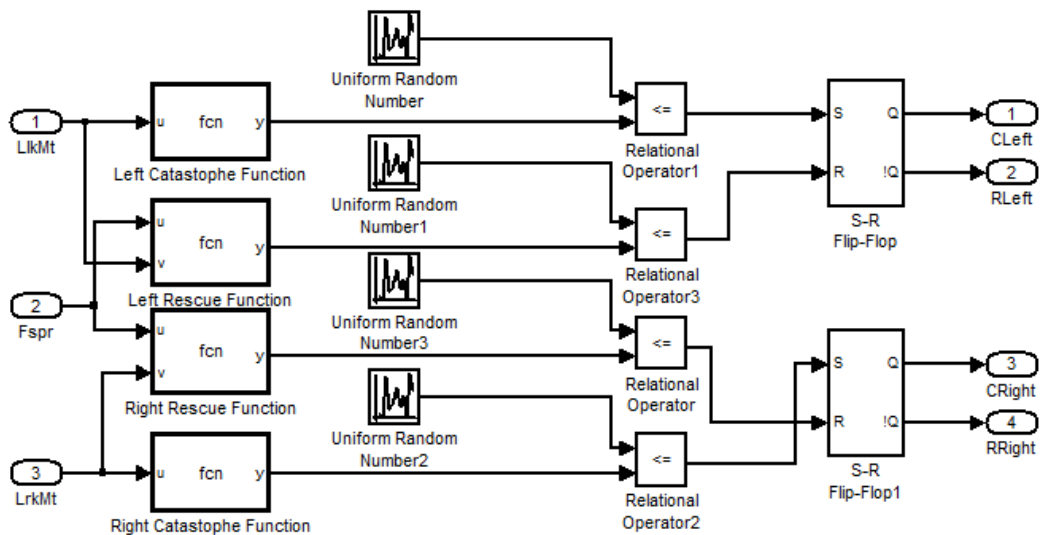 Uniform Random
Number
1
LlkMt
u
fcn
y
Left Catastophe Function
<=
Relational
Operator1
S
Q
R
!Q
S-R
Flip-Flop
1
CLeft
2
RLeft
Uniform Random
Number1
u
fcn
v
y
Left Rescue Function
<=
Relational
Operator3
2
Fspr
Uniform Random
Number3
u
fcn
v
y
Right Rescue Function
<=
Relational
Operator
S
Q
R
!Q
S-R
Flip-Flop1
3
CRight
4
RRight
Uniform Random
Number2
3
LrkMt
u
fcn
y
Right Catastophe Function
<=
Relational
Operator2